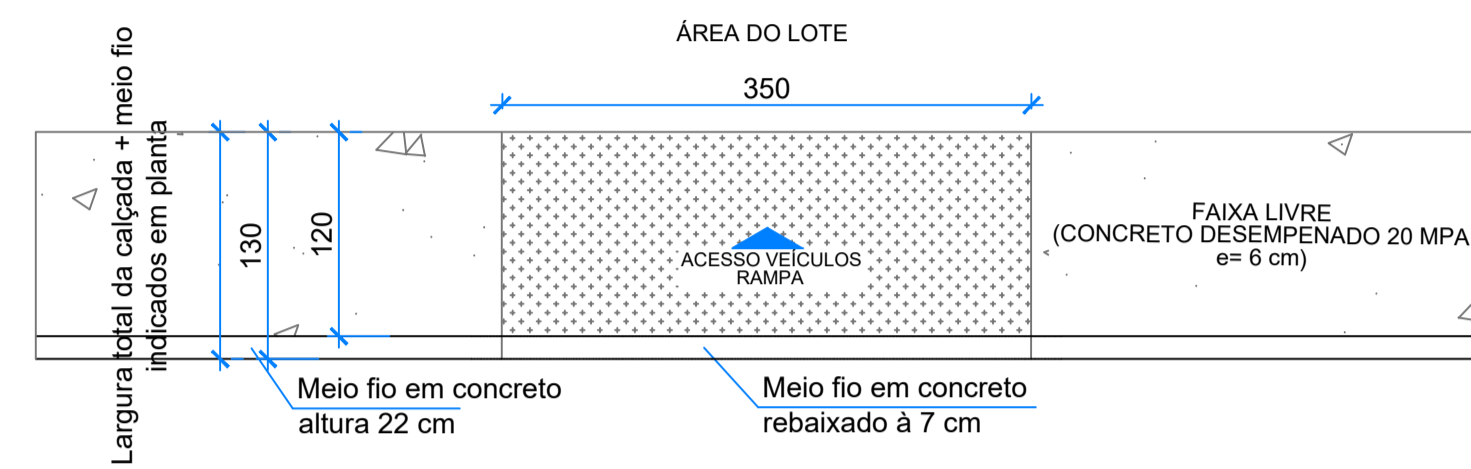 ÁREA DO LOTE
350
Largura total da calçada + meio fio
indicados em planta
130
120
ACESSO VEÍCULOS
RAMPA
FAIXA LIVRE
(CONCRETO DESEMPENADO 20 MPA
e= 6 cm)
Meio fio em concreto
altura 22 cm
Meio fio em concreto
rebaixado à 7 cm